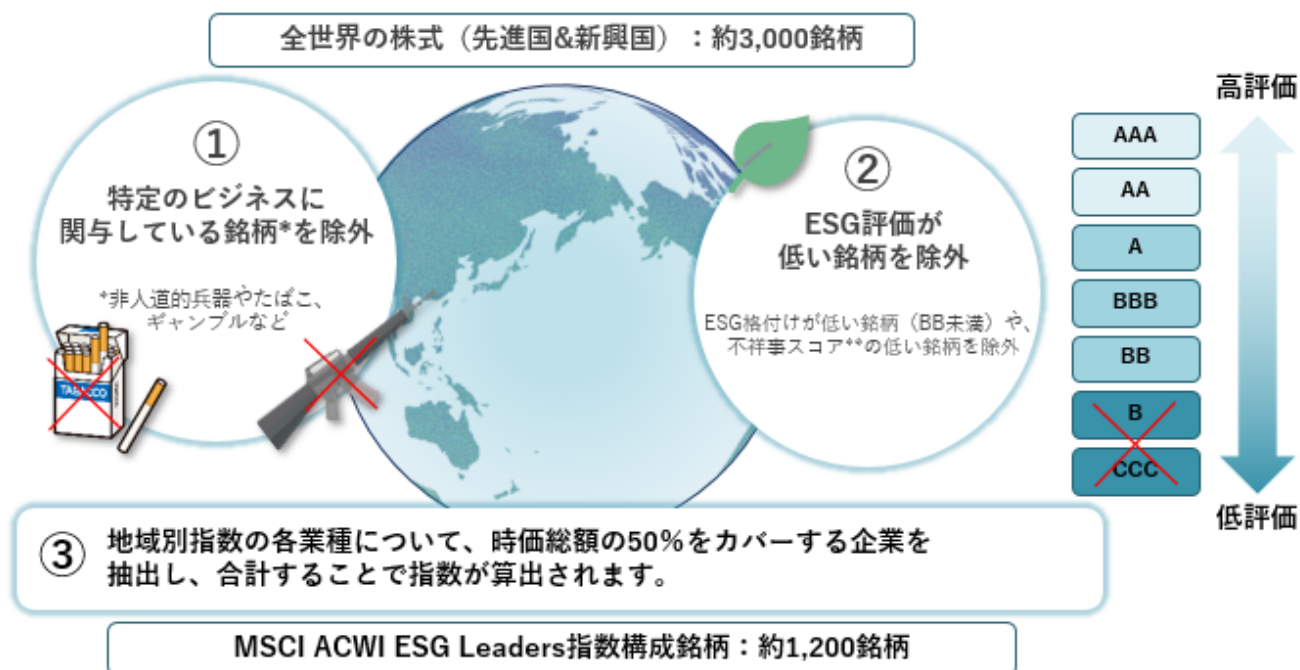 全世界の株式（先進国&新興国）：約3,000銘柄
①
特定のビジネスに
関与している銘柄*を除外
*非人道的兵器やたばこ、
ギャンブルなど
TABACCO
②
ESG評価が
低い銘柄を除外
ESG格付けが低い銘柄（BB未満）や、
不祥事スコア**の低い銘柄を除外
高評価
AAA
AA
A
BBB
BB
B
CCC
低評価
③
地域別指数の各業種について、時価総額の50％をカバーする企業を
抽出し、合計することで指数が算出されます。
MSCI ACWI ESG Leaders指数構成銘柄：約1,200銘柄